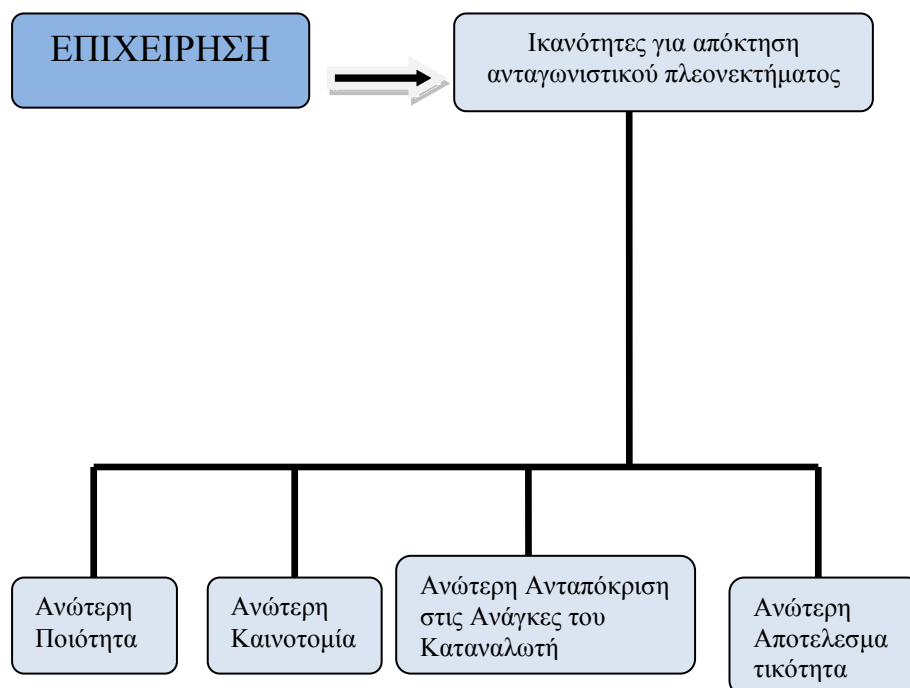 ΕΠΙΧΕΙΡΗΣΗ
Ικανότητες για απόκτηση
ανταγωνιστικού πλεονεκτήματος
Ανώτερη
Ποιότητα
Ανώτερη
Καινοτομία
Ανώτερη Ανταπόκριση
στις Ανάγκες του
Καταναλωτή
Ανώτερη
Αποτελεσμα
τικότητα